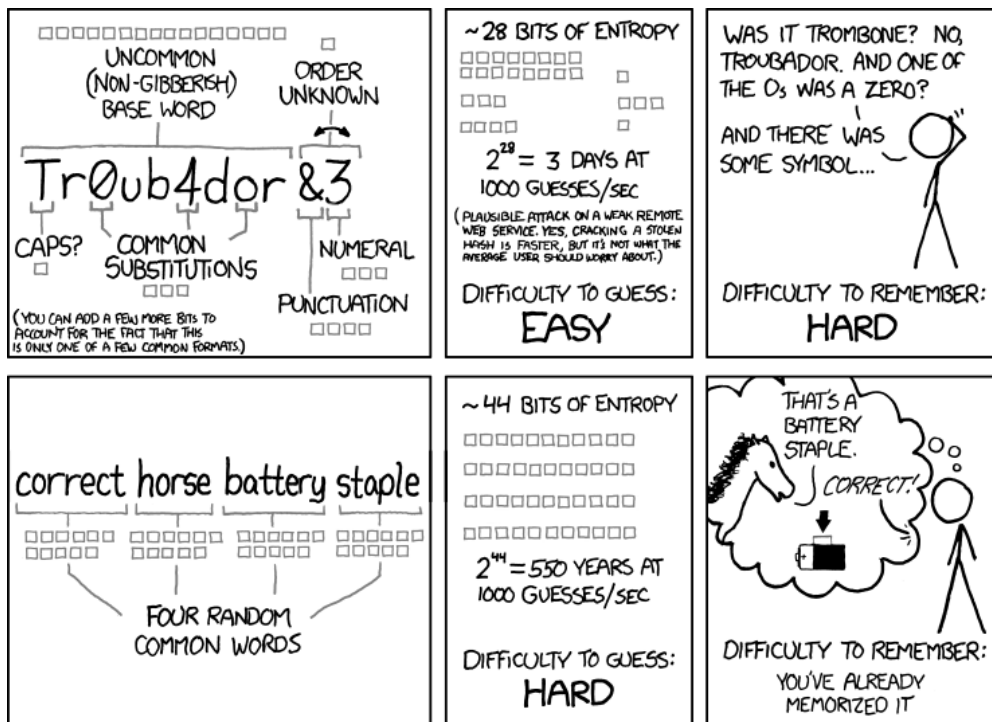 UNCOMMON
(NON-GIBBERISH)
BASE WORD
ORDER
UNKNOWN
Tr0ub4dor &3
CAPS?
COMMON
SUBSTITUTIONS
NUMERAL
PUNCTUATION
(YOU CAN ADD A FEW MORE BITS TO
ACCOUNT FOR THE FACT THAT THIS
IS ONLY ONE OF A FEW COMMON FORMATS.)
~28 BITS OF ENTROPY
2^28 = 3 DAYS AT
1000 GUESSES/SEC
(PLAUSIBLE ATTACK ON A WEAK REMOTE
WEB SERVICE. YES, CRACKING A STOLEN
HASH IS FASTER, BUT IT'S NOT WHAT THE
AVERAGE USER SHOULD WORRY ABOUT.)
DIFFICULTY TO GUESS:
EASY
WAS IT TROMBONE? NO,
TROUBADOR. AND ONE OF
THE Os WAS A ZERO?
AND THERE WAS
SOME SYMBOL...
DIFFICULTY TO REMEMBER:
HARD
correct horse battery staple
FOUR RANDOM
COMMON WORDS
~44 BITS OF ENTROPY
2^44 = 550 YEARS AT
1000 GUESSES/SEC
DIFFICULTY TO GUESS:
HARD
THAT'S A
BATTERY
STAPLE.
CORRECT!
+
DIFFICULTY TO REMEMBER:
YOU'VE ALREADY
MEMORIZED IT